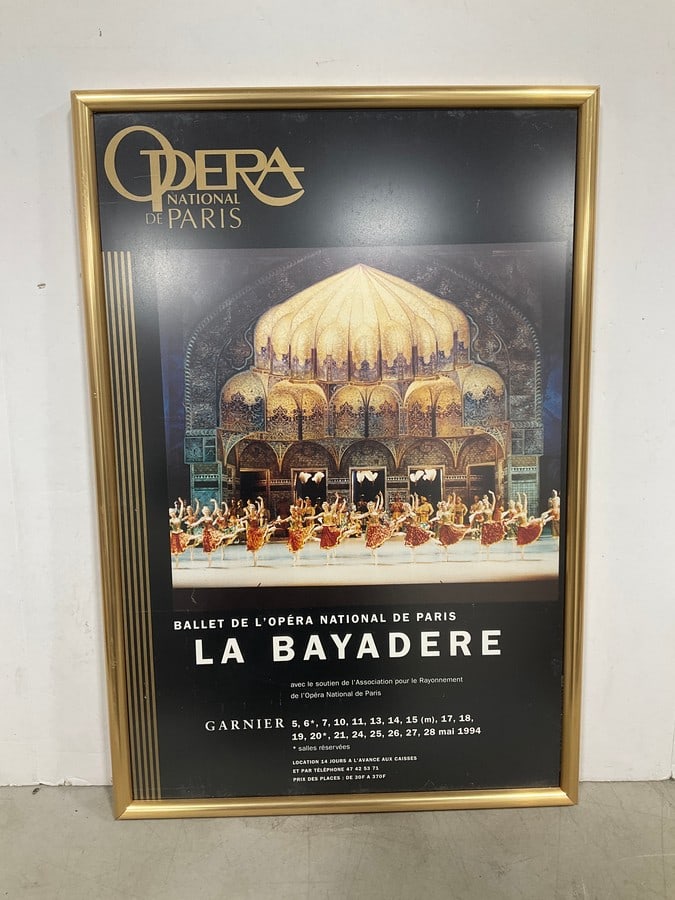 OPERA
NATIONAL
DE PARIS
BALLET DE L'OPÉRA NATIONAL DE PARIS
LA BAYADERE
avec le soutien de l'Association pour le Rayonnement
de l'Opéra National de Paris
GARNIER 5, 6*, 7, 10, 11, 13, 14, 15 (m), 17, 18,
19, 20*, 21, 24, 25, 26, 27, 28 mai 1994
* salles réservées
LOCATION 14 JOURS A L'AVANCE AUX CAISSES
ET PAR TÉLÉPHONE 47 42 53 71
PRIX DES PLACES : DE 30F A 370F